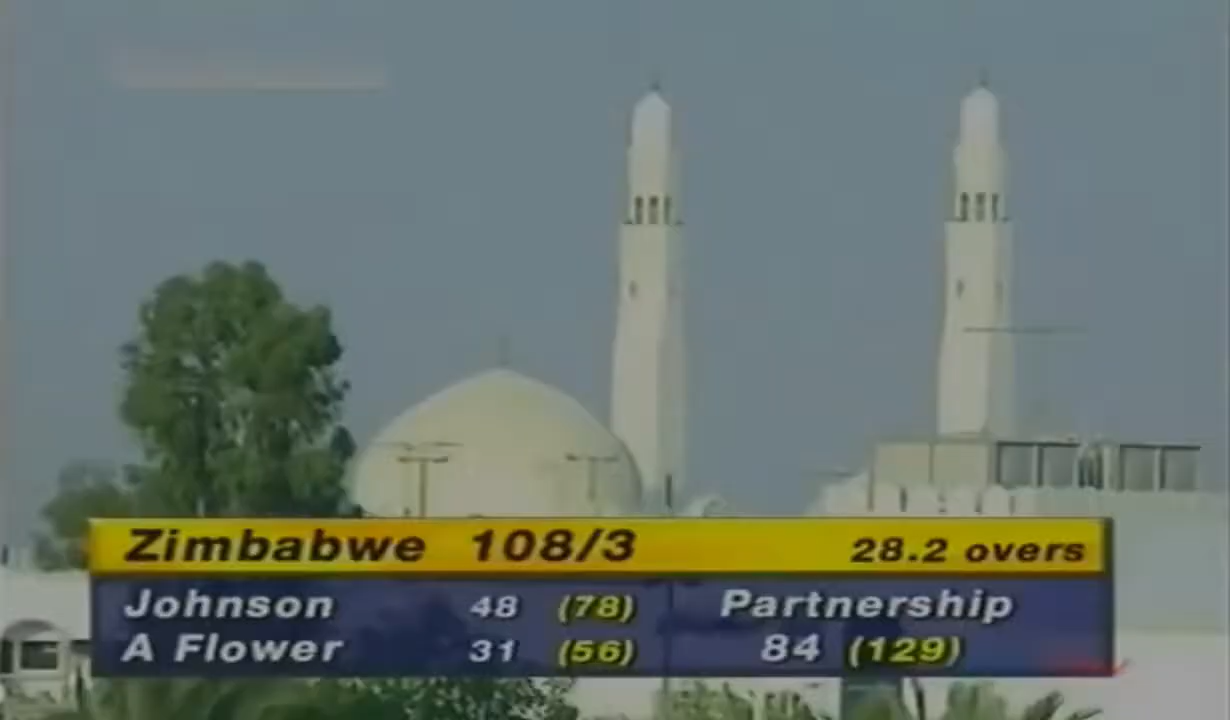 Zimbabwe 108/3 28.2 overs
Johnson 48 (78) Partnership
A Flower 31 (56) 84 (129)